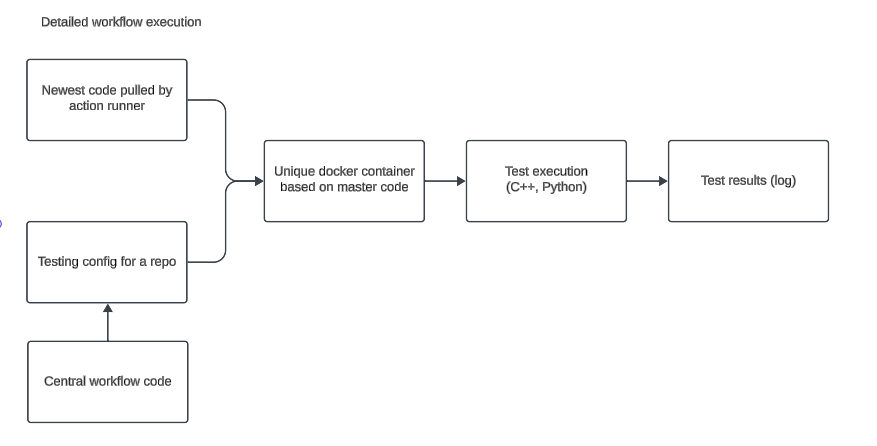 Detailed workflow execution
Newest code pulled by
action runner
Unique docker container
based on master code
Test execution
(C++, Python)
Test results (log)
Testing config for a repo
Central workflow code